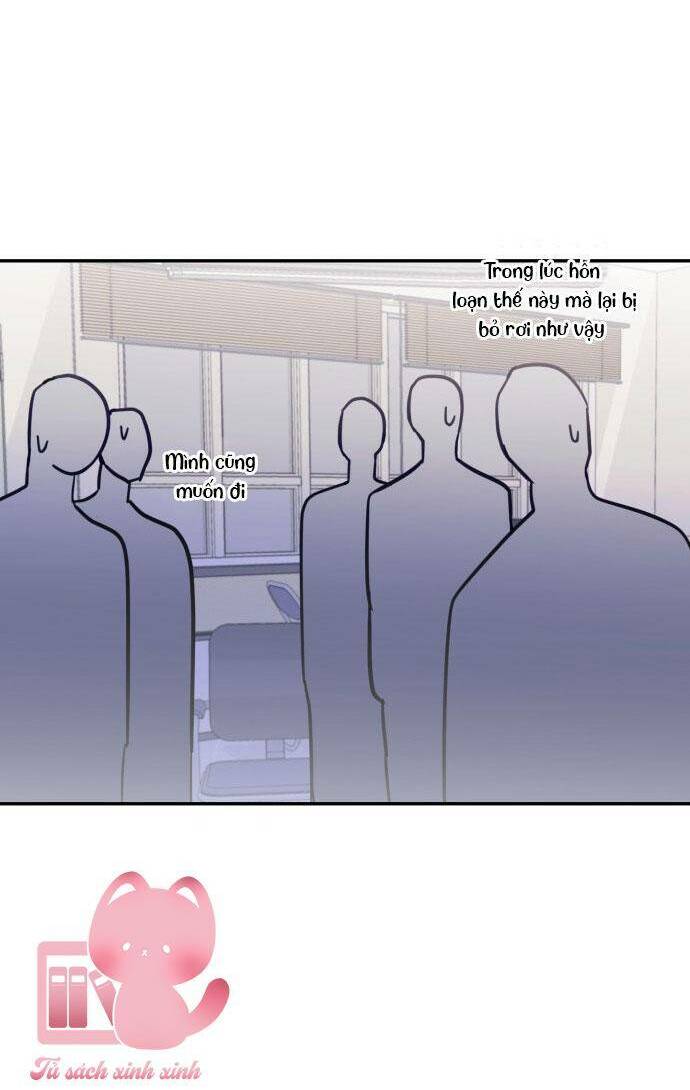 Trong lúc hỗn
loạn thế này mà lại bị
bỏ rơi như vậy
Mình cũng
muốn đi
Tủ sách xinh xinh